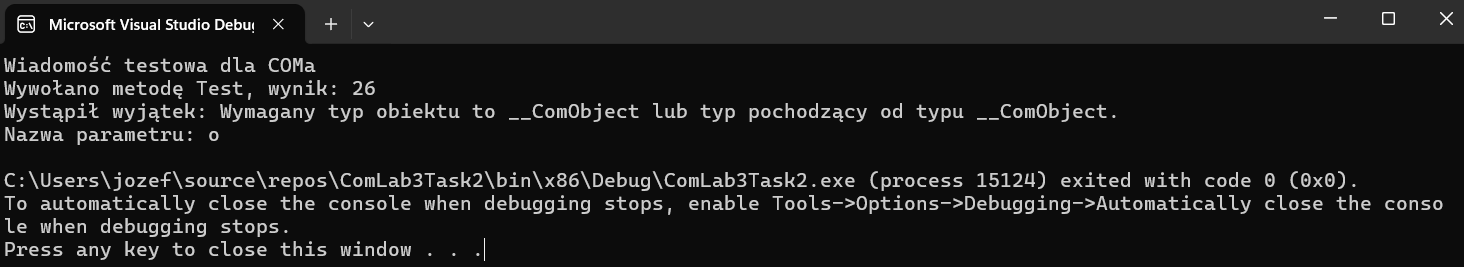 Microsoft Visual Studio Debu
Wiadomość testowa dla COMa
Wywołano metodę Test, wynik: 26
Wystąpił wyjątek: Wymagany typ obiektu to __ComObject lub typ pochodzący od typu __ComObject.
Nazwa parametru: o
C:\Users\jozef\source\repos\ComLab3Task2\bin\x86\Debug\ComLab3Task2.exe (process 15124) exited with code 0 (0x0).
To automatically close the console when debugging stops, enable Tools->Options->Debugging->Automatically close the conso
le when debugging stops.
Press any key to close this window . . .